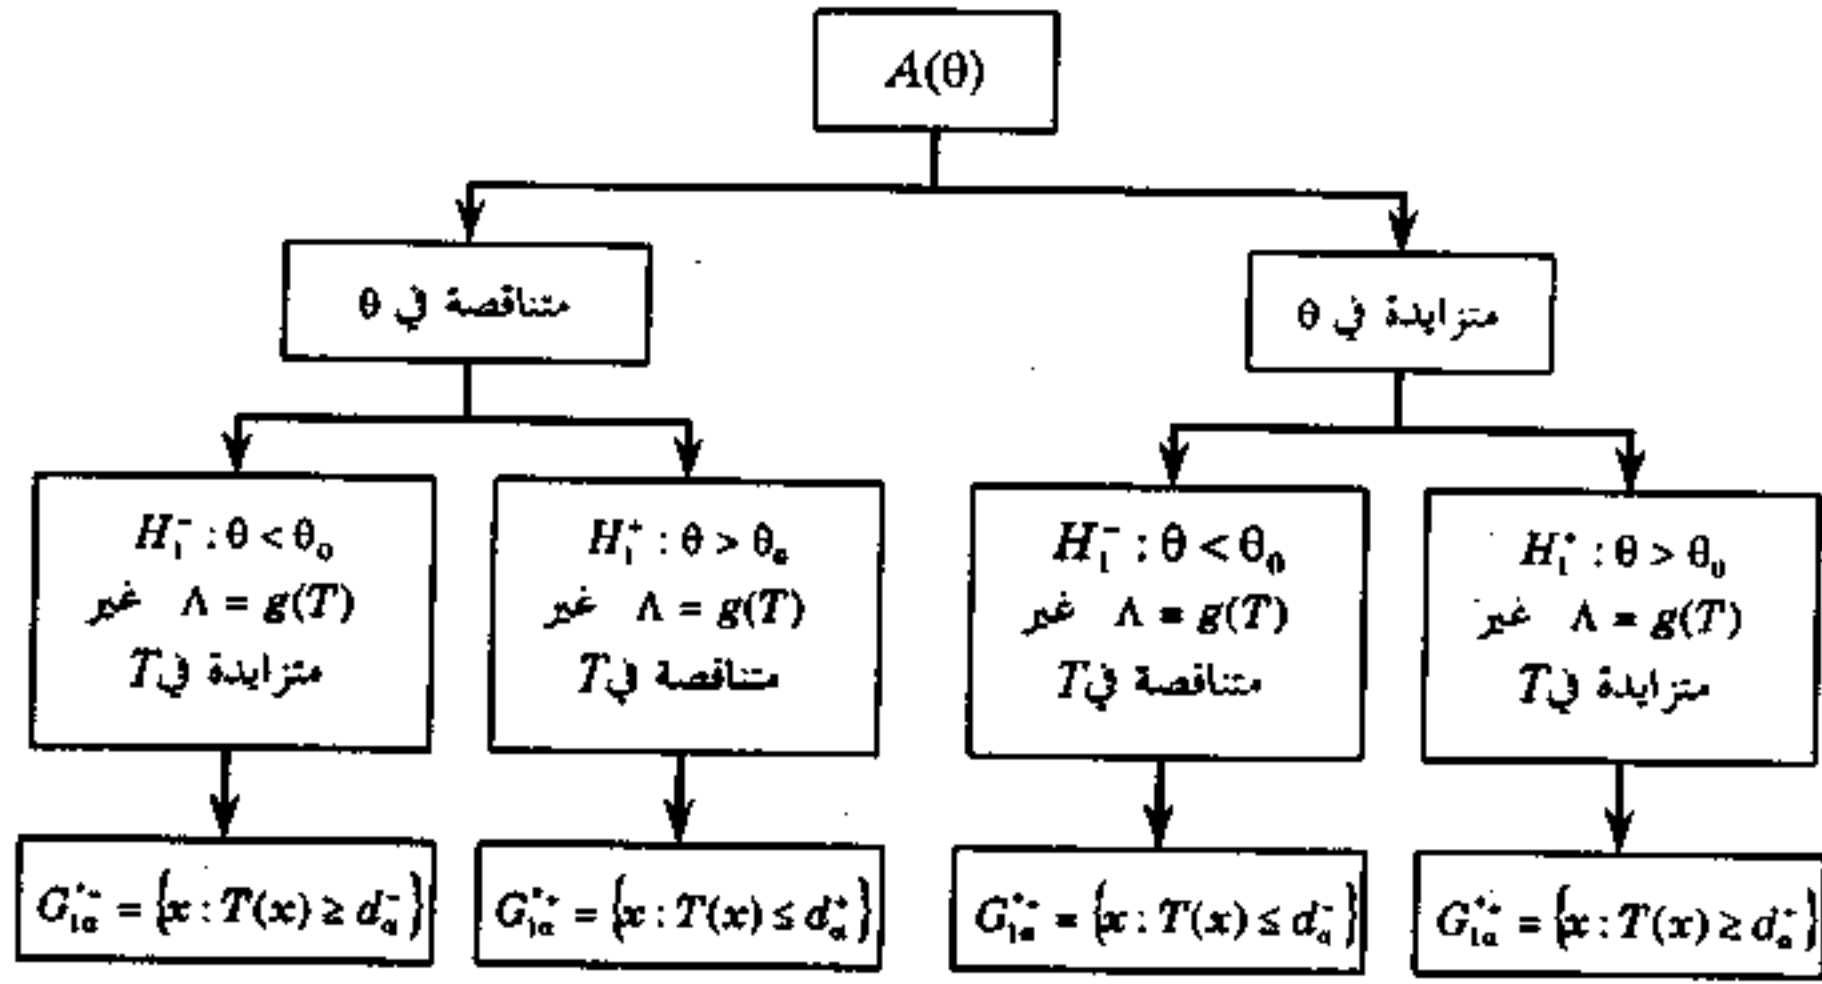 A(θ)
متزايدة في θ
متناقصة في θ
H₁⁺ : θ > θ₀
Λ = g(T) غير
متزايدة في T
H₁⁻ : θ < θ₀
Λ = g(T) غير
متناقصة في T
H₁⁺ : θ > θ₀
Λ = g(T) غير
متناقصة في T
H₁⁻ : θ < θ₀
Λ = g(T) غير
متزايدة في T
G₁α*⁺ = {x : T(x) ≥ dα⁺}
G₁α*⁻ = {x : T(x) ≤ dα⁻}
G₁α*⁺ = {x : T(x) ≤ dα⁺}
G₁α*⁻ = {x : T(x) ≥ dα⁻}